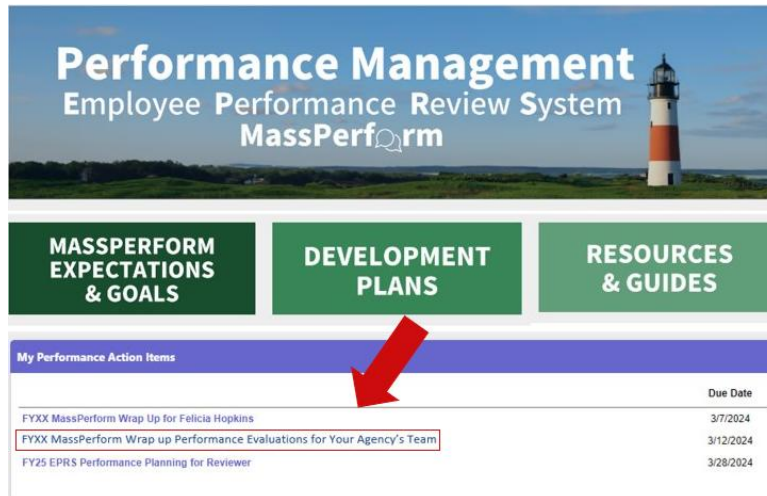 Performance Management
Employee Performance Review System
MassPerform
MASSPERFORM
EXPECTATIONS
& GOALS
DEVELOPMENT
PLANS
RESOURCES
& GUIDES
My Performance Action Items
Due Date
FYXX MassPerform Wrap Up for Felicia Hopkins 3/7/2024
FYXX MassPerform Wrap up Performance Evaluations for Your Agency's Team 3/12/2024
FY25 EPRS Performance Planning for Reviewer 3/28/2024